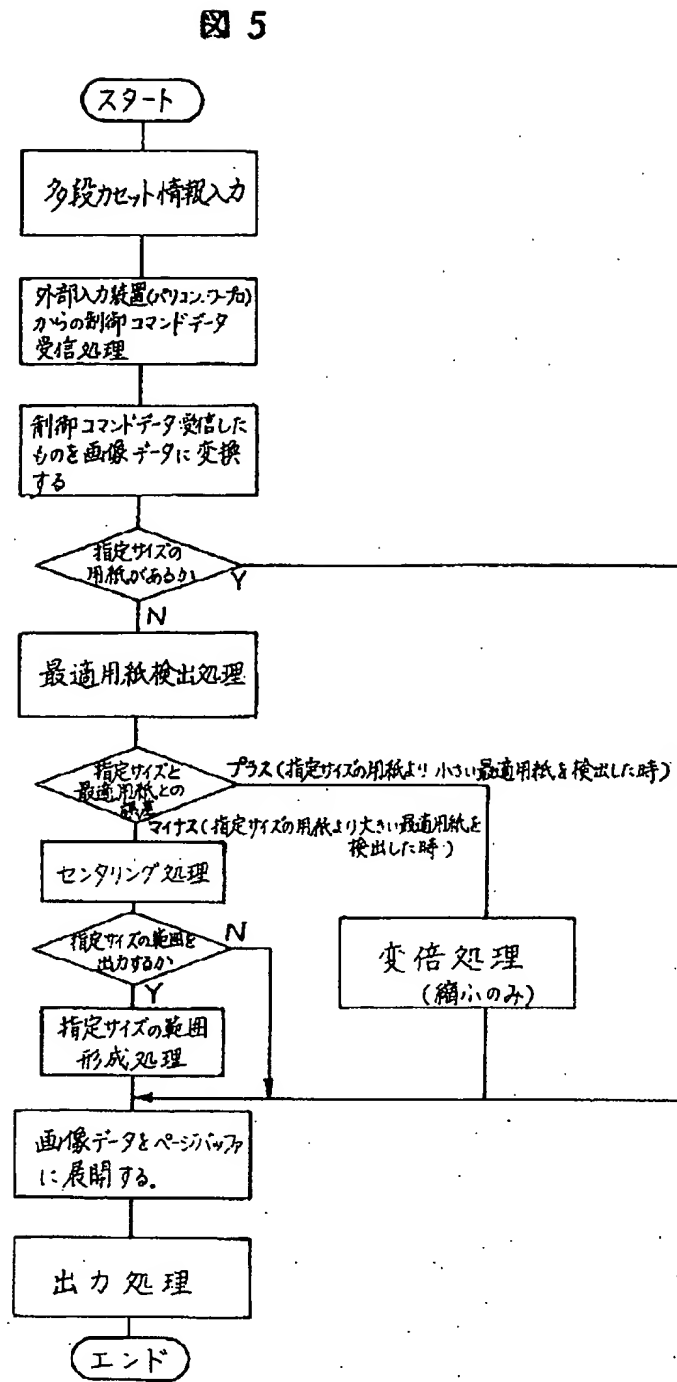 図 5
スタート
多段カセット情報入力
外部入力装置(パソコン、ワープロ)
からの制御コマンドデータ
受信処理
制御コマンドデータ受信した
ものを画像データに変換
する
指定サイズの
用紙があるか
Y
N
最適用紙検出処理
指定サイズと
最適用紙との
誤差
プラス(指定サイズの用紙より小さい最適用紙を検出した時)
マイナス(指定サイズの用紙より大きい最適用紙を
検出した時)
センタリング処理
指定サイズの範囲を
出力するか
N
Y
変倍処理
(縮小のみ)
指定サイズの範囲
形成処理
画像データをページバッファ
に展開する。
出力処理
エンド